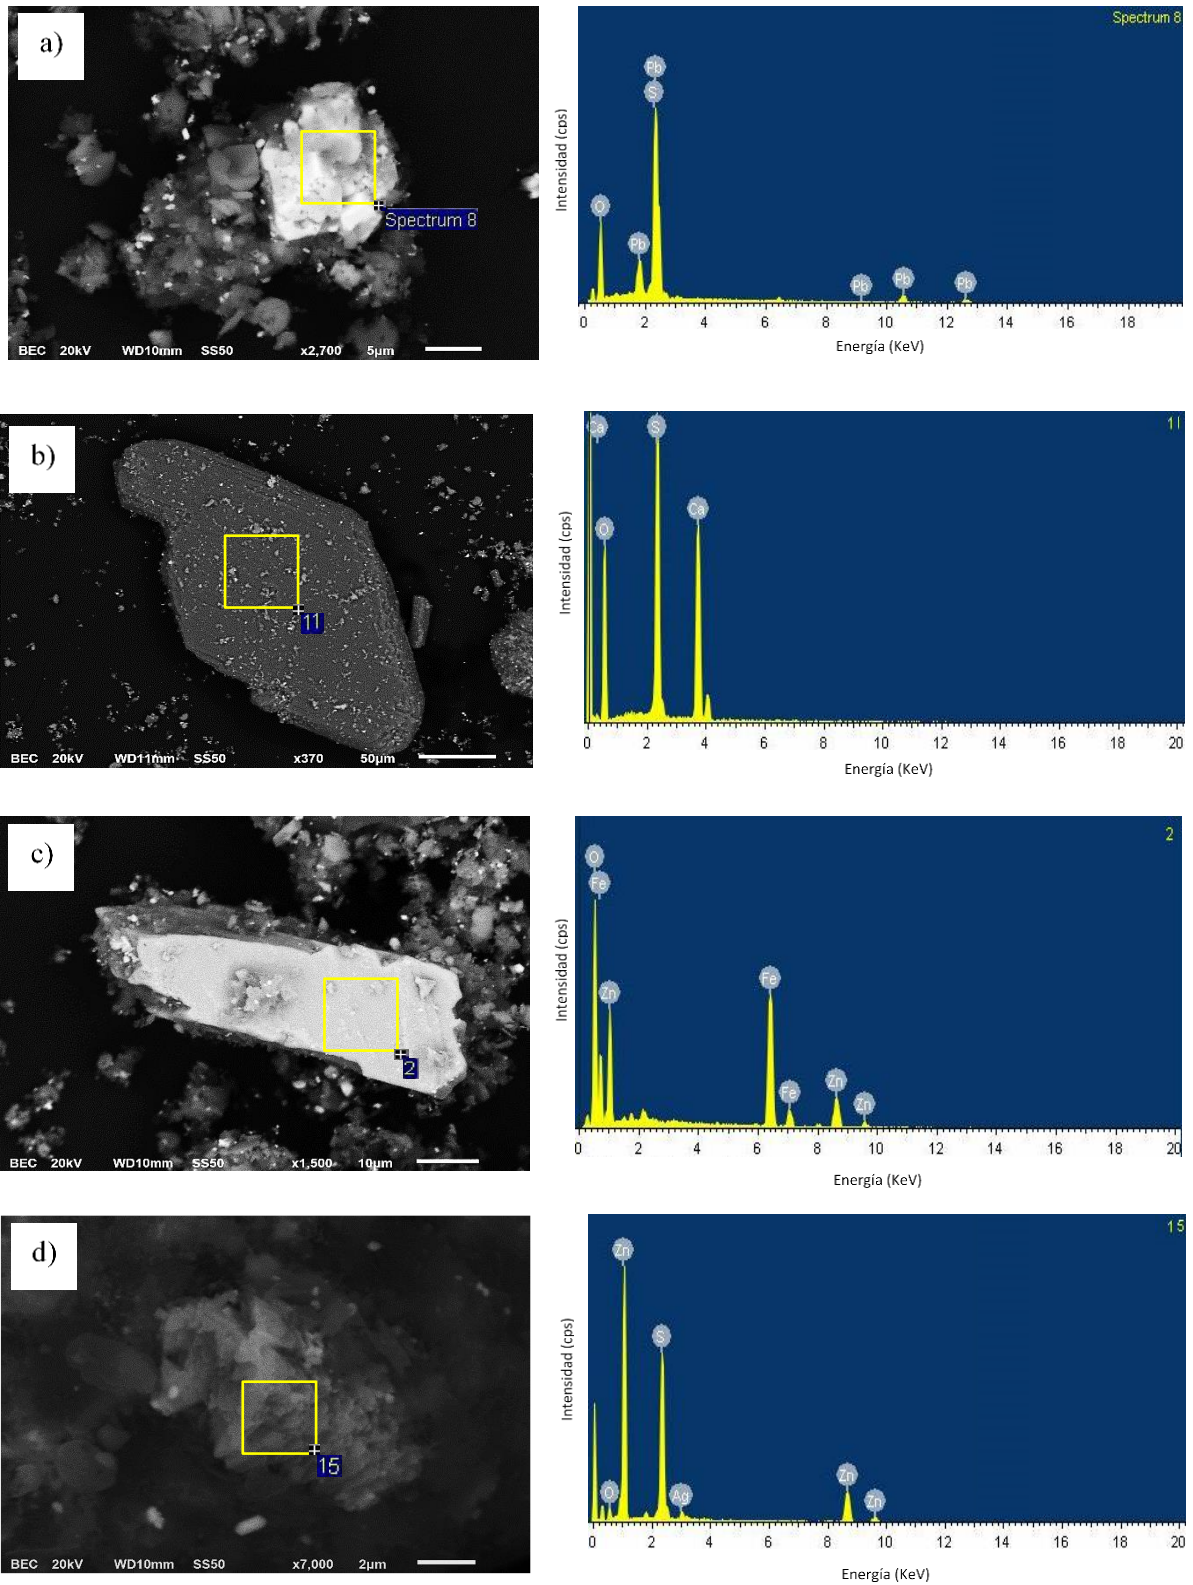 a)
Spectrum 8
BEC 20kV WD10mm SS50 x2,700 5µm
Spectrum 8
Pb
S
O
Pb
Pb
Pb
Pb
Intensidad (cps)
0 2 4 6 8 10 12 14 16 18
Energía (KeV)
b)
11
BEC 20kV WD11mm SS50 x370 50µm
11
Ca
S
Ca
O
Intensidad (cps)
0 2 4 6 8 10 12 14 16 18 20
Energía (KeV)
c)
2
BEC 20kV WD10mm SS50 x1,500 10µm
2
O
Fe
Zn
Fe
Fe
Zn
Zn
Intensidad (cps)
0 2 4 6 8 10 12 14 16 18 20
Energía (KeV)
d)
15
BEC 20kV WD10mm SS50 x7,000 2µm
15
Zn
S
O
Ag
Zn
Zn
Intensidad (cps)
0 2 4 6 8 10 12 14 16 18 20
Energía (KeV)